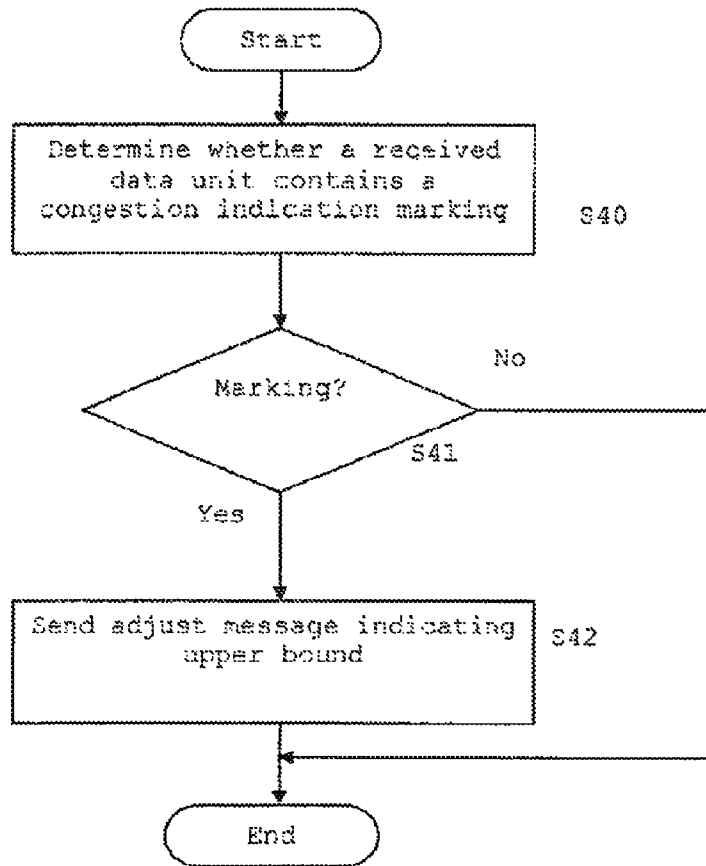 Start
Determine whether a received
data unit contains a
congestion indication marking
S40
No
Marking?
S41
Yes
Send adjust message indicating
upper bound
S42
End